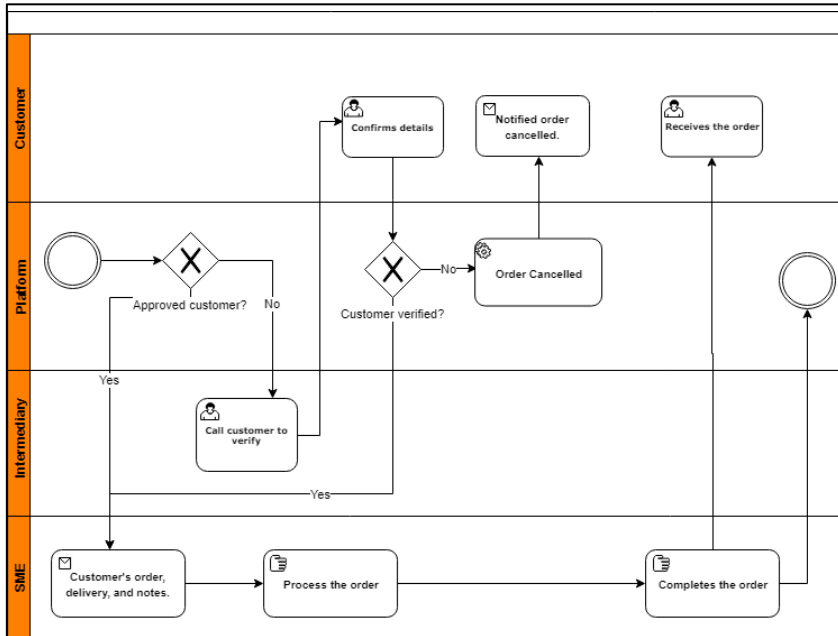 Customer
Confirms details
Notified order
cancelled.
Receives the order
Platform
Approved customer?
No
Customer verified?
No
Order Cancelled
Yes
Intermediary
Call customer to
verify
Yes
SME
Customer's order,
delivery, and notes.
Process the order
Completes the order